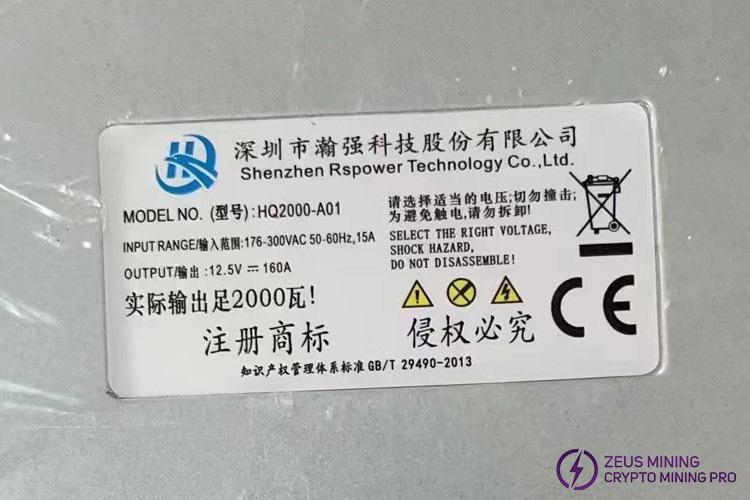 深圳市瀚强科技股份有限公司
Shenzhen Rspower Technology Co.,Ltd.
MODEL NO. (型号): HQ2000-A01
INPUT RANGE/输入范围:176-300VAC 50-60Hz,15A
OUTPUT/输出:12.5V ⎓ 160A
实际输出足2000瓦!
请选择适当的电压;切勿撞击;
为避免触电,请勿拆卸!
SELECT THE RIGHT VOLTAGE,
SHOCK HAZARD,
DO NOT DISASSEMBLE!
注册商标 侵权必究
知识产权管理体系标准 GB/T 29490-2013
CE
ZEUS MINING
CRYPTO MINING PRO